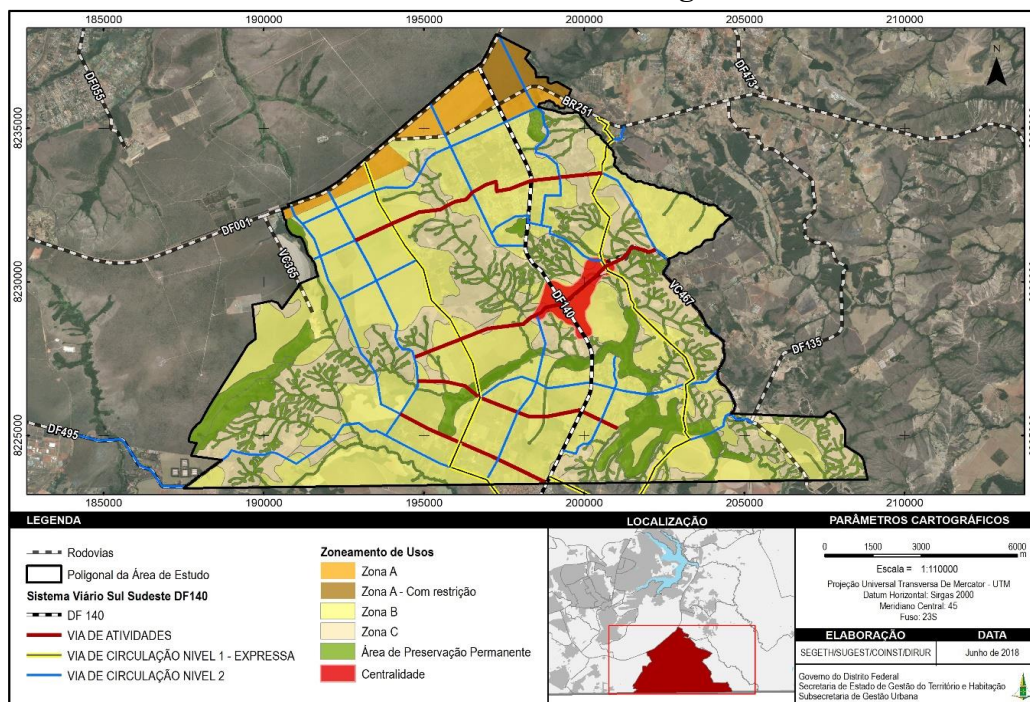 185000 190000 195000 200000 205000 210000
8235000
8230000
8225000
DF055
DF473
BR251
N
DF001
VC365
DF140
VC467
DF135
DF495
185000 190000 195000 200000 205000 210000
LEGENDA
Rodovias
Poligonal da Área de Estudo
Sistema Viário Sul Sudeste DF140
DF 140
VIA DE ATIVIDADES
VIA DE CIRCULAÇÃO NIVEL 1 - EXPRESSA
VIA DE CIRCULAÇÃO NIVEL 2
Zoneamento de Usos
Zona A
Zona A - Com restrição
Zona B
Zona C
Área de Preservação Permanente
Centralidade
LOCALIZAÇÃO
PARÂMETROS CARTOGRÁFICOS
0 1500 3000 6000
m
Escala = 1:110000
Projeção Universal Transversa De Mercator - UTM
Datum Horizontal: Sirgas 2000
Meridiano Central: 45
Fuso: 23S
ELABORAÇÃO DATA
SEGETH/SUGEST/COINST/DIRUR Junho de 2018
Governo do Distrito Federal
Secretaria de Estado de Gestão do Território e Habitação
Subsecretaria de Gestão Urbana